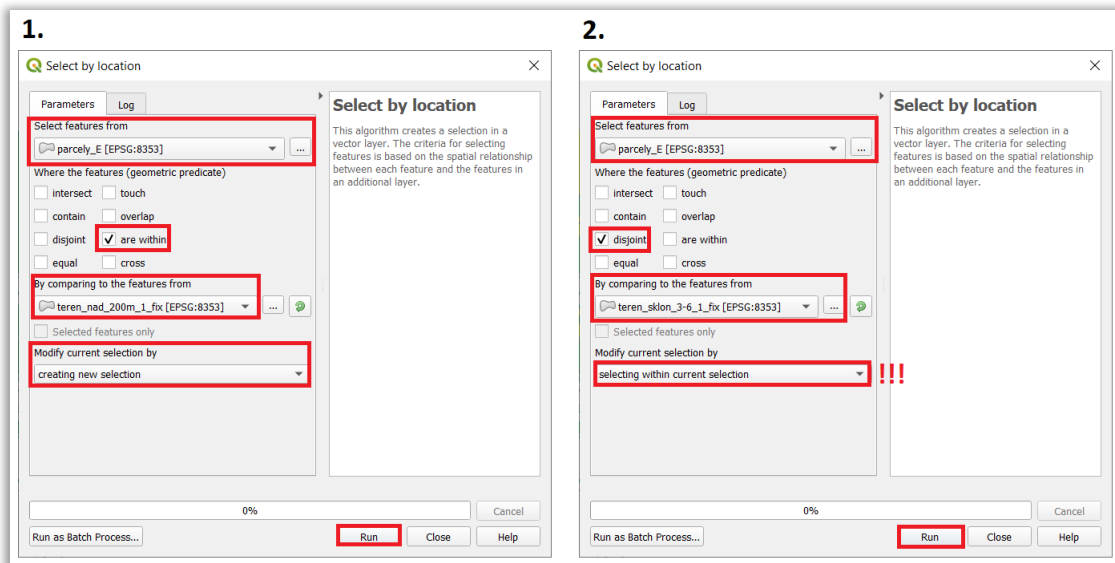 1.
Select by location
Parameters
Log
Select features from
parcely_E [EPSG:8353]
...
Where the features (geometric predicate)
intersect
touch
contain
overlap
disjoint
are within
equal
cross
By comparing to the features from
teren_nad_200m_1_fix [EPSG:8353]
...
Selected features only
Modify current selection by
creating new selection
Select by location
This algorithm creates a selection in a
vector layer. The criteria for selecting
features is based on the spatial relationship
between each feature and the features in
an additional layer.
0%
Cancel
Run as Batch Process...
Run
Close
Help
2.
Select by location
Parameters
Log
Select features from
parcely_E [EPSG:8353]
...
Where the features (geometric predicate)
intersect
touch
contain
overlap
disjoint
are within
equal
cross
By comparing to the features from
teren_sklon_3-6_1_fix [EPSG:8353]
...
Selected features only
Modify current selection by
selecting within current selection
!!!
Select by location
This algorithm creates a selection in a
vector layer. The criteria for selecting
features is based on the spatial relationship
between each feature and the features in
an additional layer.
0%
Cancel
Run as Batch Process...
Run
Close
Help